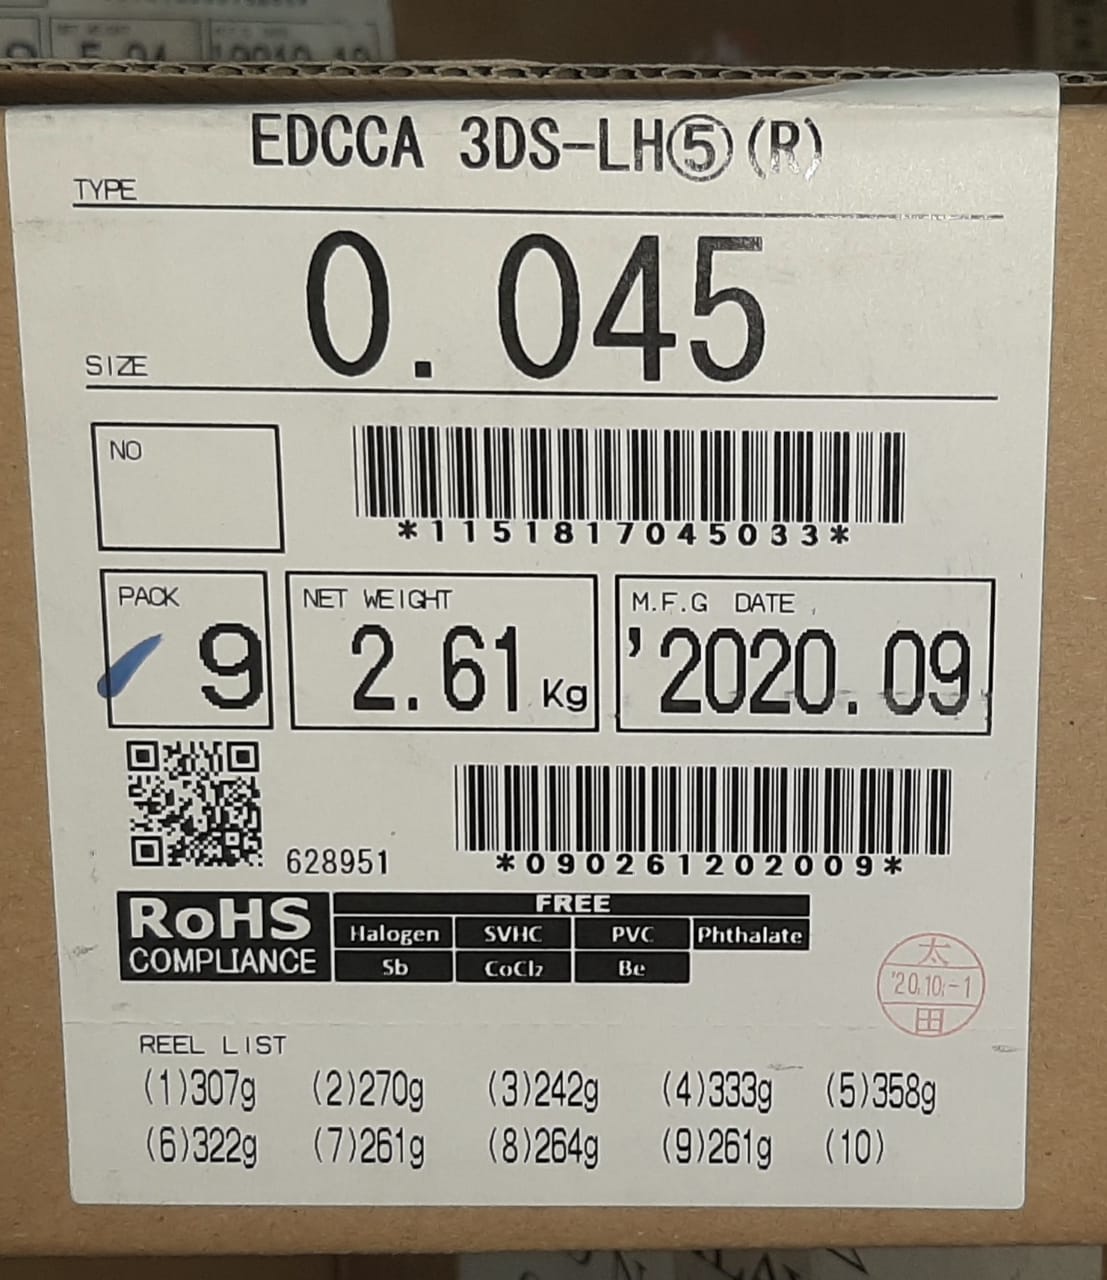 EDCCA 3DS-LH⑤(R)
TYPE
0.045
SIZE
NO
*1151817045033*
PACK
9
NET WEIGHT
2.61 Kg
M.F.G DATE
'2020.09
628951
*090261202009*
RoHS
COMPLIANCE
FREE
Halogen SVHC PVC Phthalate
Sb CoCl₂ Be
太
'20.10.-1
田
REEL LIST
(1)307g (2)270g (3)242g (4)333g (5)358g
(6)322g (7)261g (8)264g (9)261g (10)